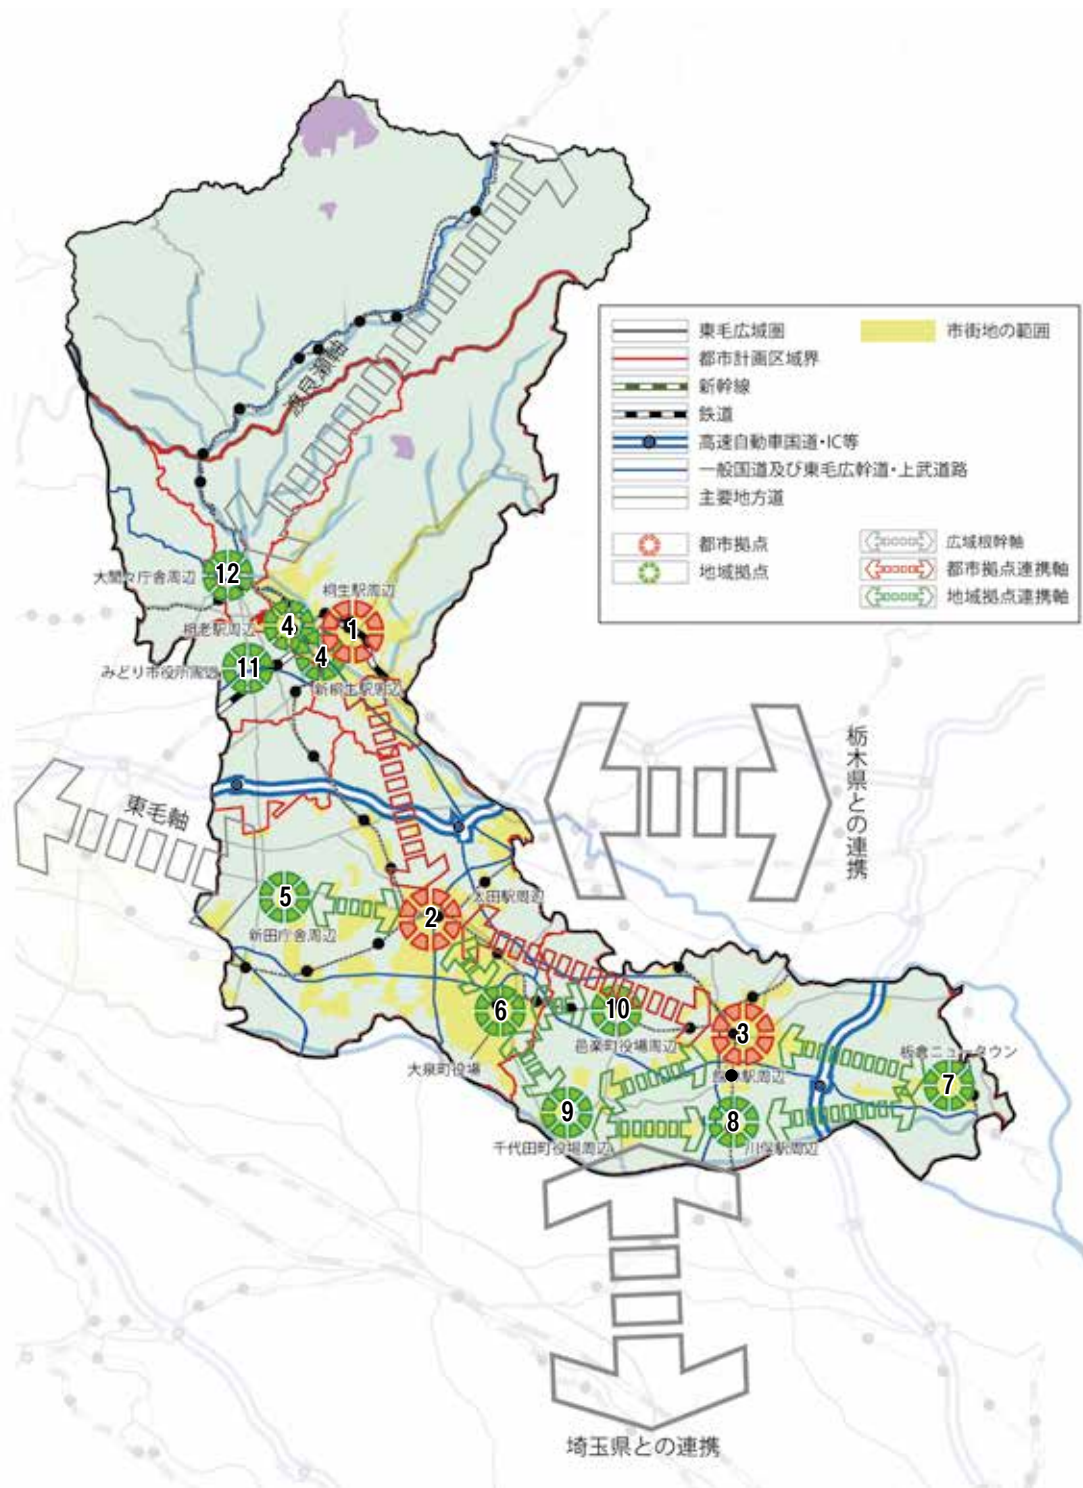 渡良瀬軸
東毛広域圏
市街地の範囲
都市計画区域界
新幹線
鉄道
高速自動車国道・IC等
一般国道及び東毛広幹道・上武道路
主要地方道
都市拠点
広域根幹軸
地域拠点
都市拠点連携軸
地域拠点連携軸
大間々庁舎周辺
12
桐生駅周辺
相老駅周辺
4
1
4
みどり市役所周辺
11
新桐生駅周辺
栃木県との連携
東毛軸
5
新田庁舎周辺
2
太田駅周辺
6
10
3
邑楽町役場周辺
大泉町役場
館林駅周辺
板倉ニュータウン
7
9
8
千代田町役場周辺
川俣駅周辺
埼玉県との連携